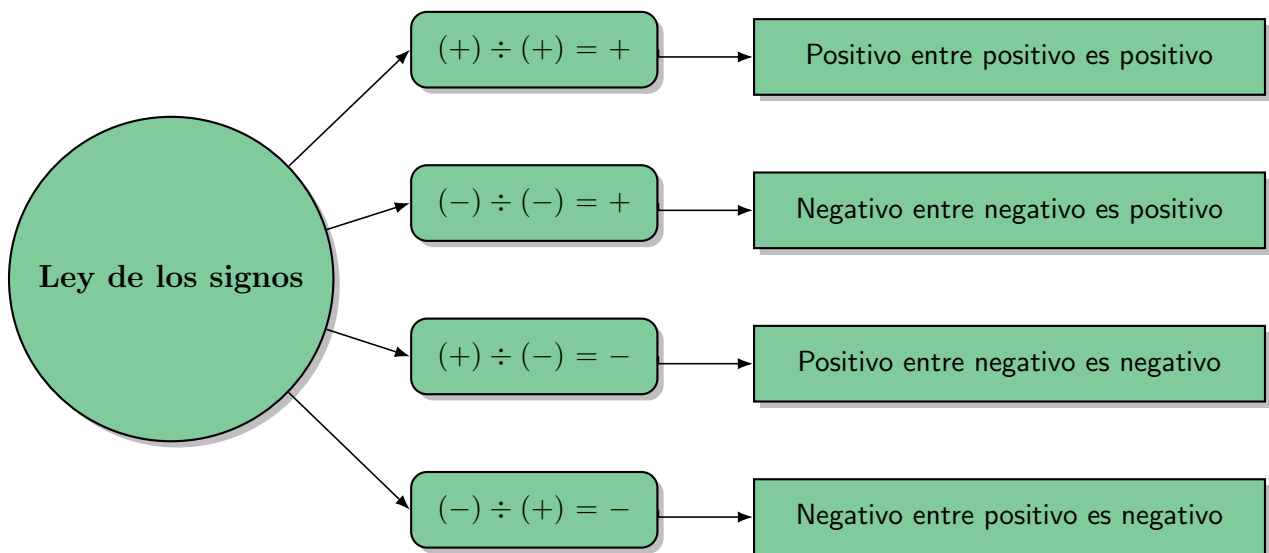 Ley de los signos
(+) ÷ (+) = +
Positivo entre positivo es positivo
(−) ÷ (−) = +
Negativo entre negativo es positivo
(+) ÷ (−) = −
Positivo entre negativo es negativo
(−) ÷ (+) = −
Negativo entre positivo es negativo